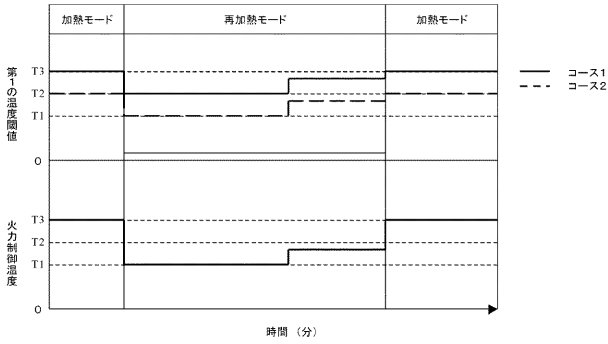 加熱モード
再加熱モード
加熱モード
第1の温度閾値
T3
T2
T1
0
コース1
コース2
火力制御温度
T3
T2
T1
0
時間（分）